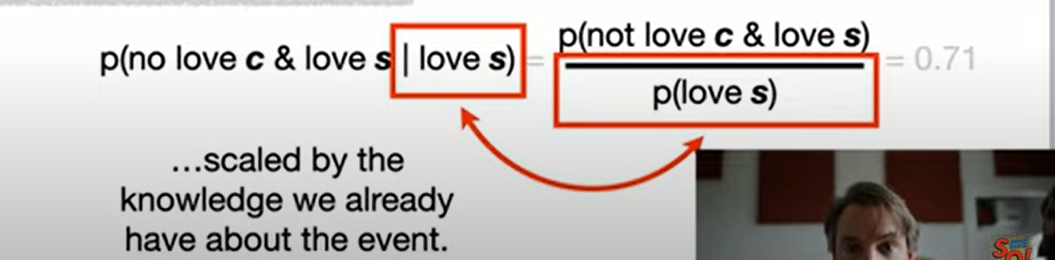 p(not love c & love s)
p(no love c & love s | love s) = = 0.71
p(love s)
...scaled by the
knowledge we already
have about the event.